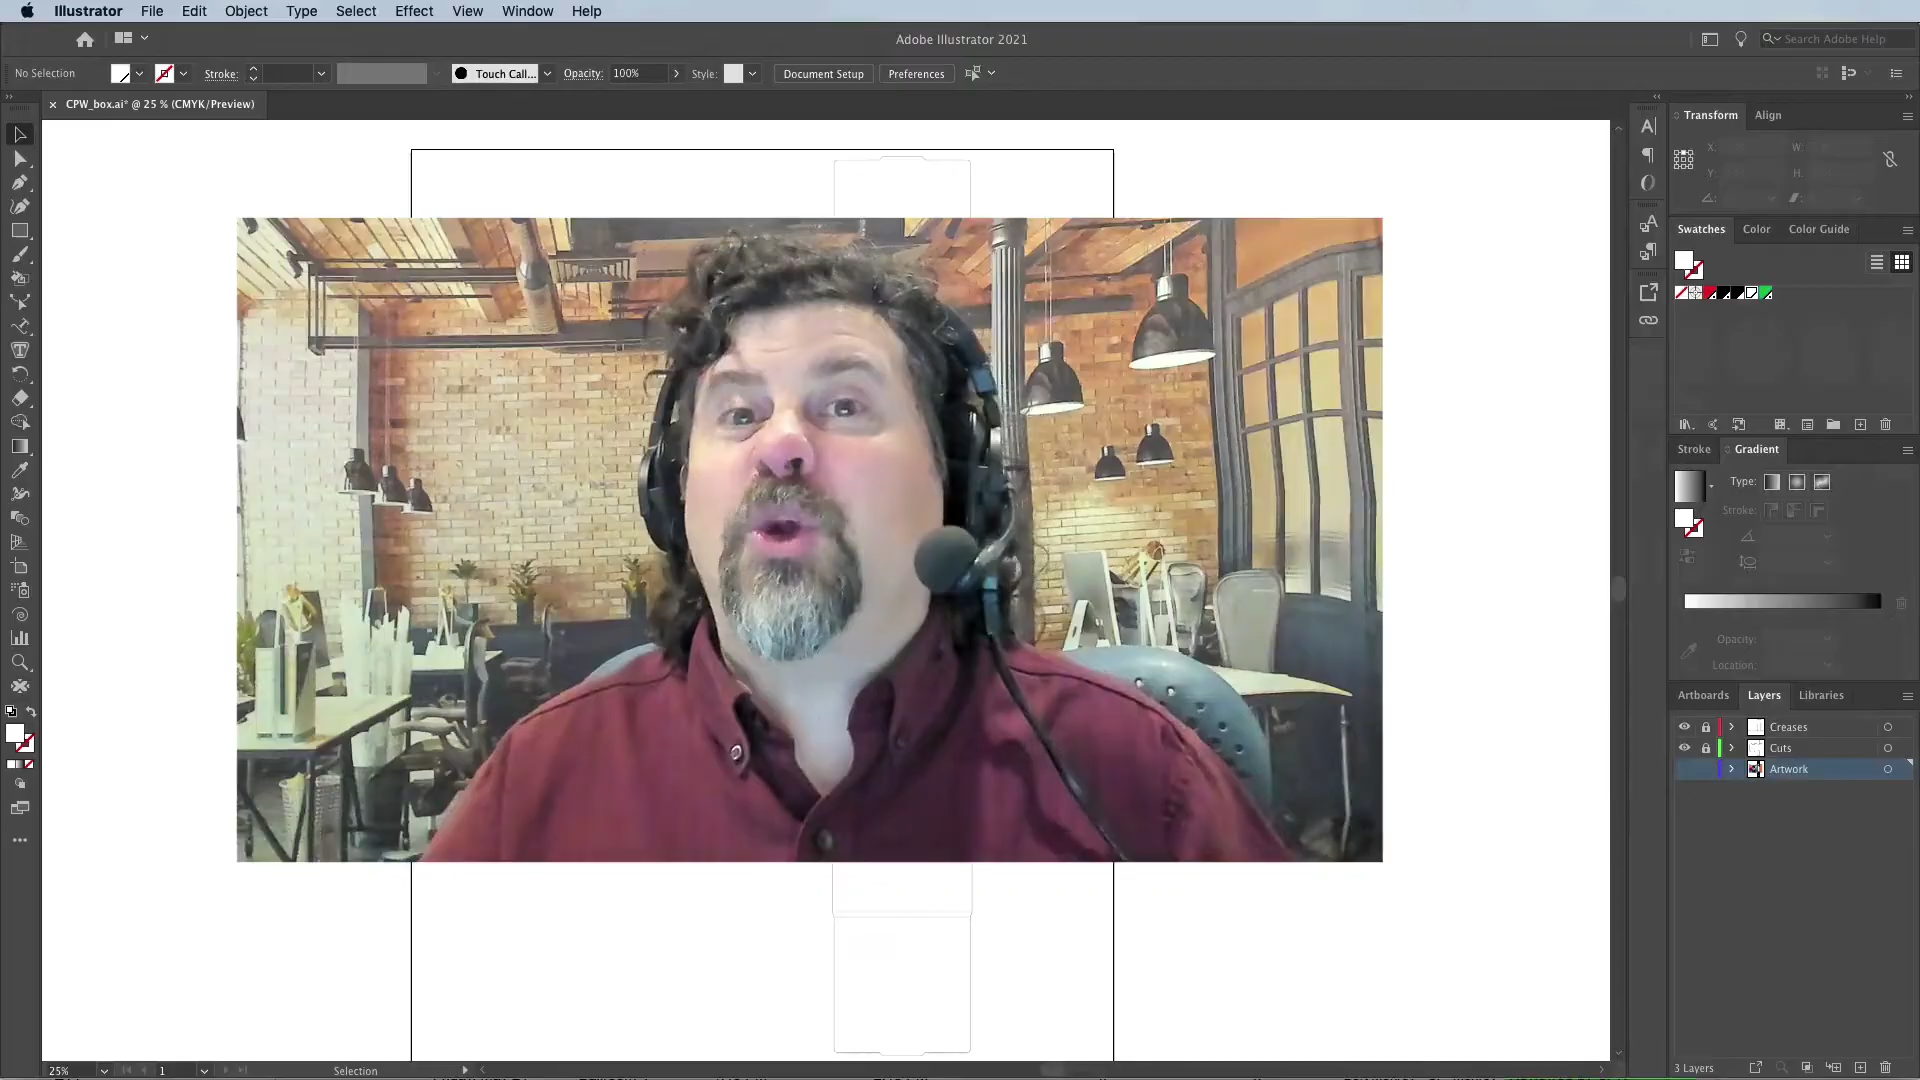 Illustrator File Edit Object Type Select Effect View Window Help
Adobe Illustrator 2021
Search Adobe Help
No Selection
Stroke:
Touch Call...
Opacity: 100%
Style:
Document Setup
Preferences
CPW_box.ai* @ 25 % (CMYK/Preview)
Transform Align
X: W:
Y: H:
Swatches Color Color Guide
Stroke Gradient
Type:
Stroke:
Opacity:
Location:
Artboards Layers Libraries
Creases
Cuts
Artwork
3 Layers
25% 1 Selection